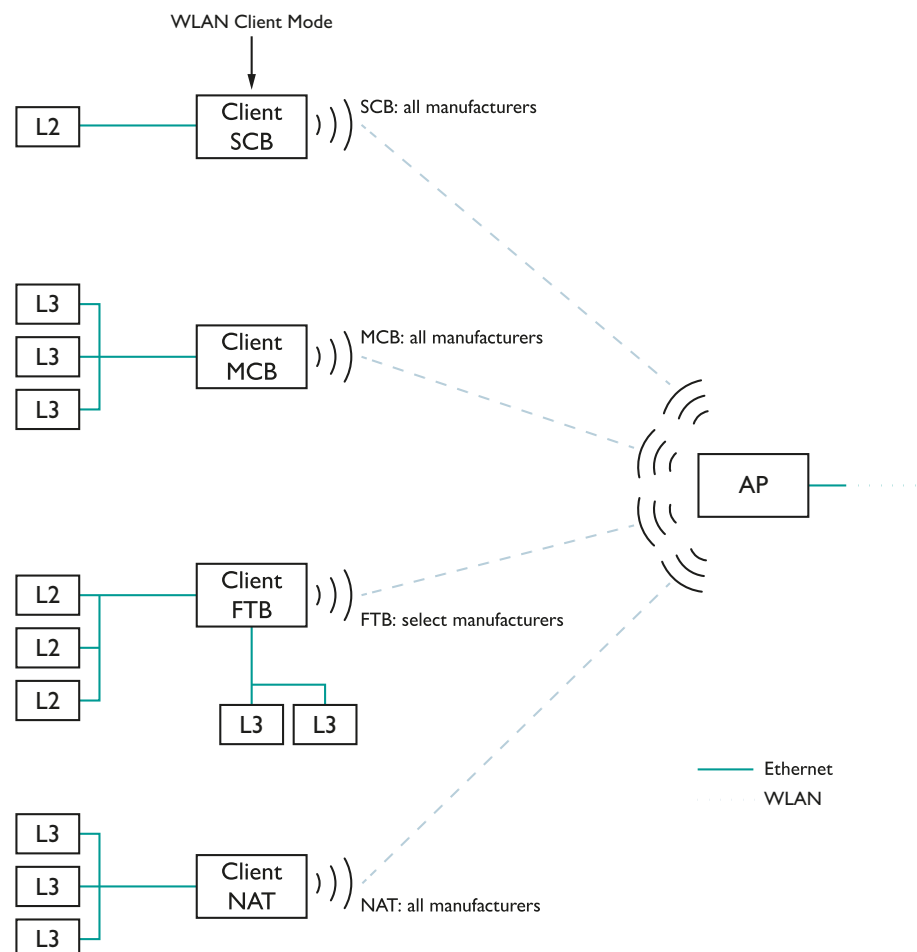 WLAN Client Mode
Client
SCB
SCB: all manufacturers
L2
L3
L3
L3
Client
MCB
MCB: all manufacturers
AP
L2
L2
L2
Client
FTB
FTB: select manufacturers
L3
L3
Ethernet
WLAN
L3
L3
L3
Client
NAT
NAT: all manufacturers